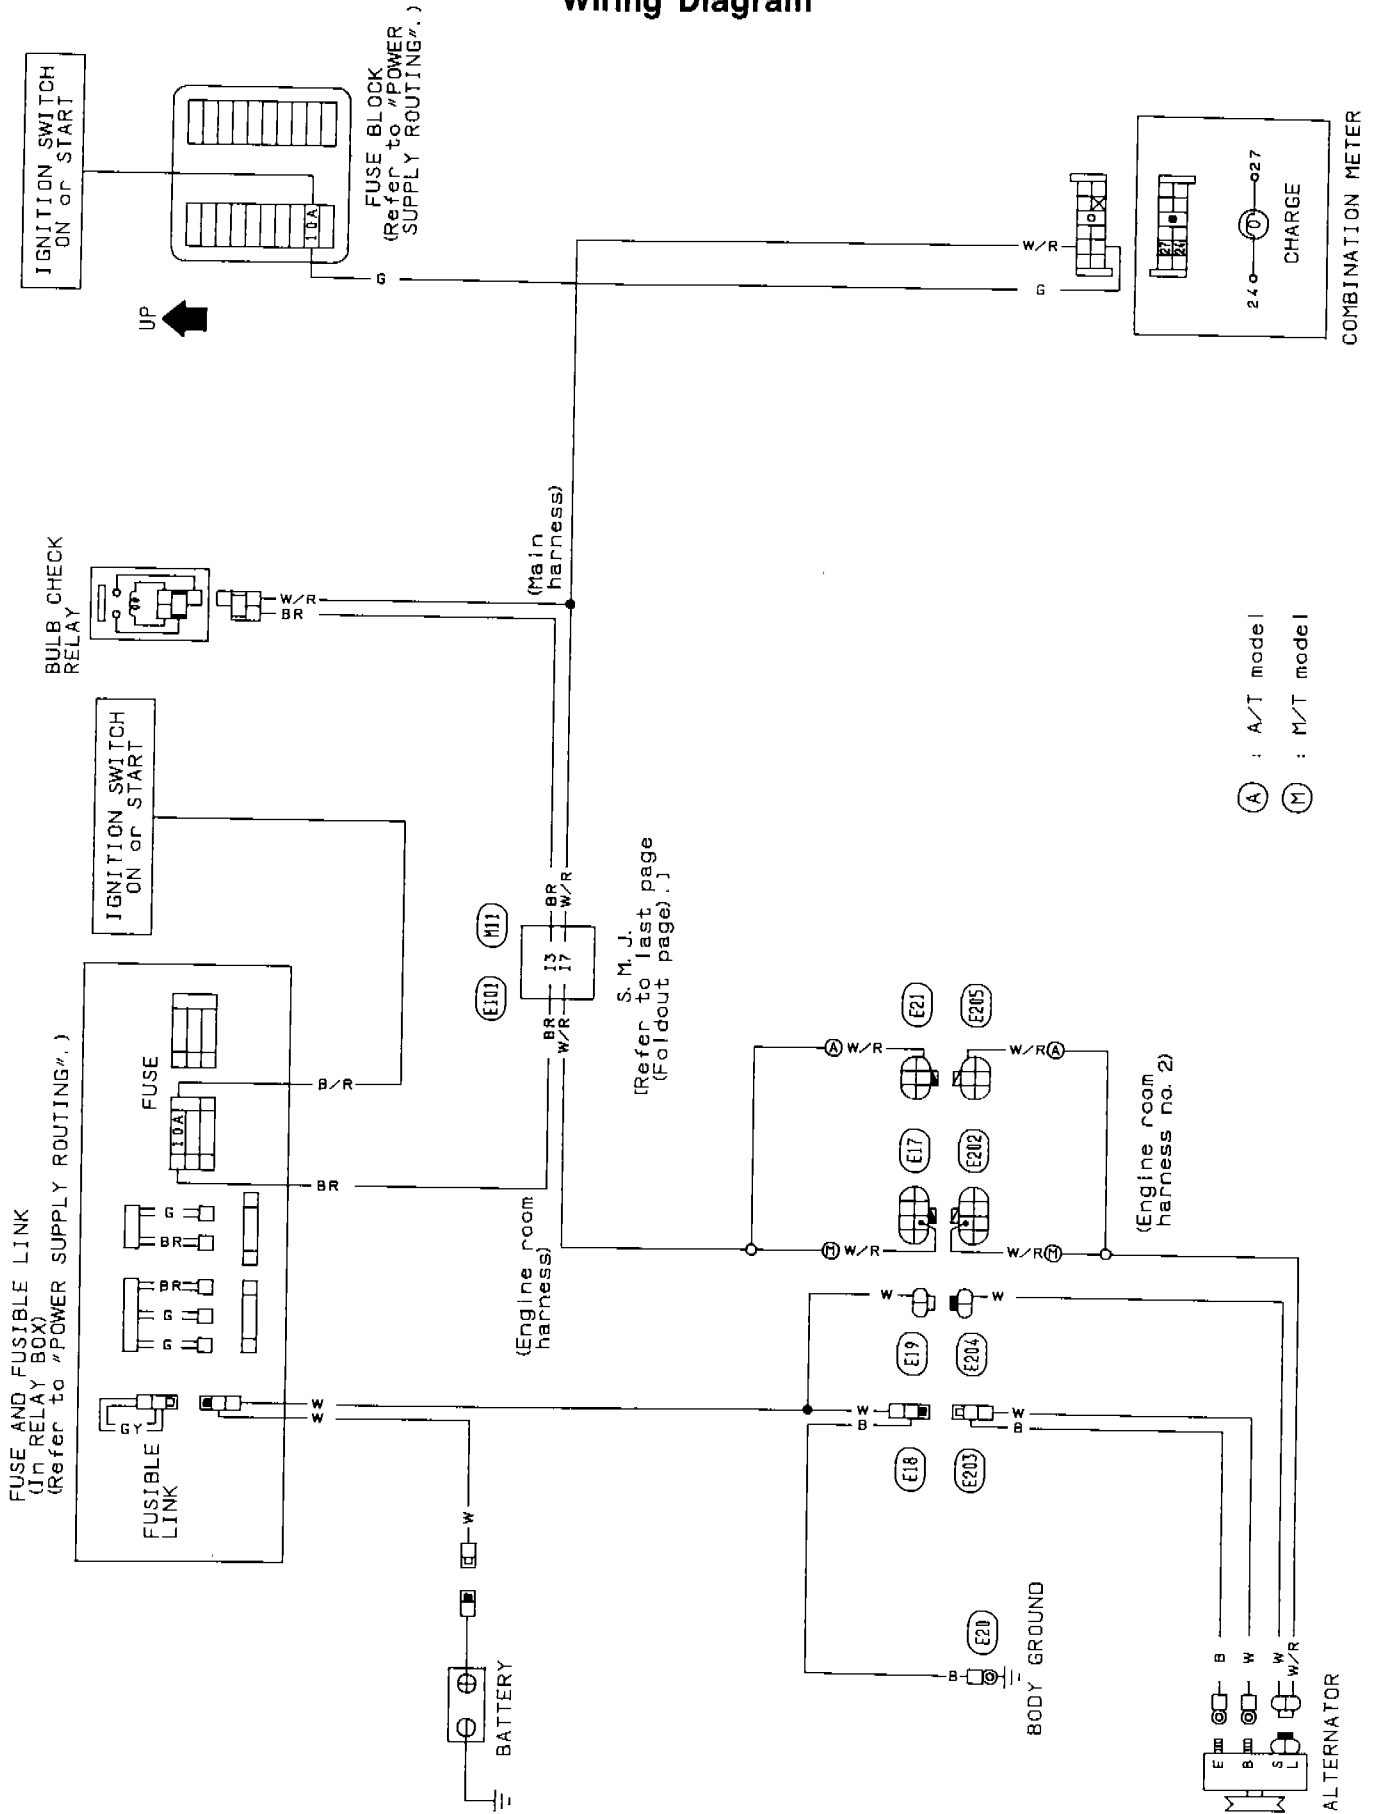 Wiring Diagram
IGNITION SWITCH
ON or START
10A
FUSE BLOCK
(Refer to "POWER
SUPPLY ROUTING".)
UP
G
W/R
G
27
24
24
27
CHARGE
COMBINATION METER
BULB CHECK
RELAY
W/R
BR
(Main
harness)
IGNITION SWITCH
ON or START
FUSE AND FUSIBLE LINK
(In RELAY BOX)
(Refer to "POWER SUPPLY ROUTING".)
FUSE
10A
B/R
BR
G
BR
BR
G
G
GY
FUSIBLE
LINK
W
W
W
BATTERY
E101
M11
BR
W/R
I3
I7
BR
W/R
S. M. J.
[Refer to last page
(Foldout page).]
(Engine room
harness)
A W/R
E21
E205
W/R A
M W/R
E17
E202
W/R M
(Engine room
harness no. 2)
W
E19
E204
W
W
B
E18
E203
W
B
B
E20
BODY GROUND
B
W
W
W/R
E
B
S
L
ALTERNATOR
A : A/T model
M : M/T model